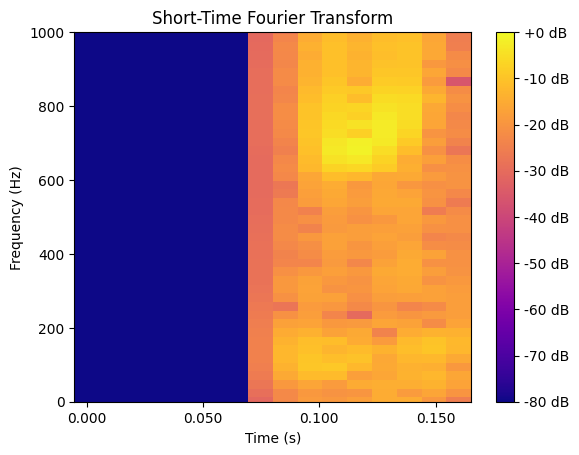 Short-Time Fourier Transform
Frequency (Hz)
1000
800
600
400
200
0
0.000
0.050
0.100
0.150
Time (s)
+0 dB
-10 dB
-20 dB
-30 dB
-40 dB
-50 dB
-60 dB
-70 dB
-80 dB